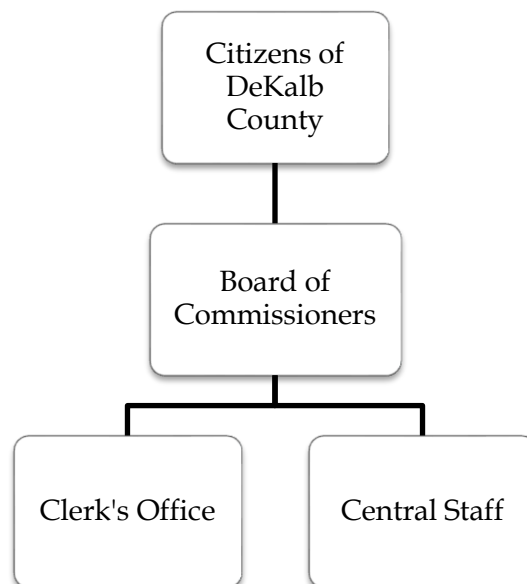 Citizens of
DeKalb
County
Board of
Commissioners
Clerk's Office
Central Staff